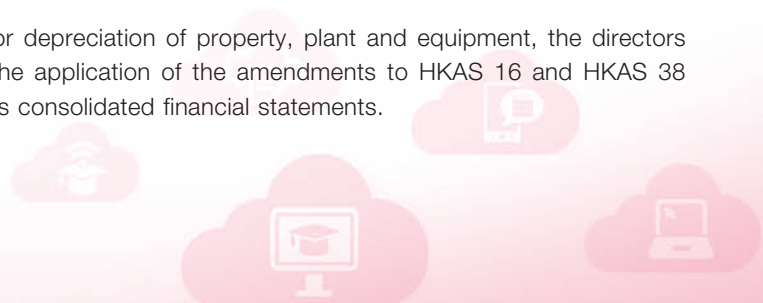 or depreciation of property, plant and equipment, the directors
he application of the amendments to HKAS 16 and HKAS 38
s consolidated financial statements.